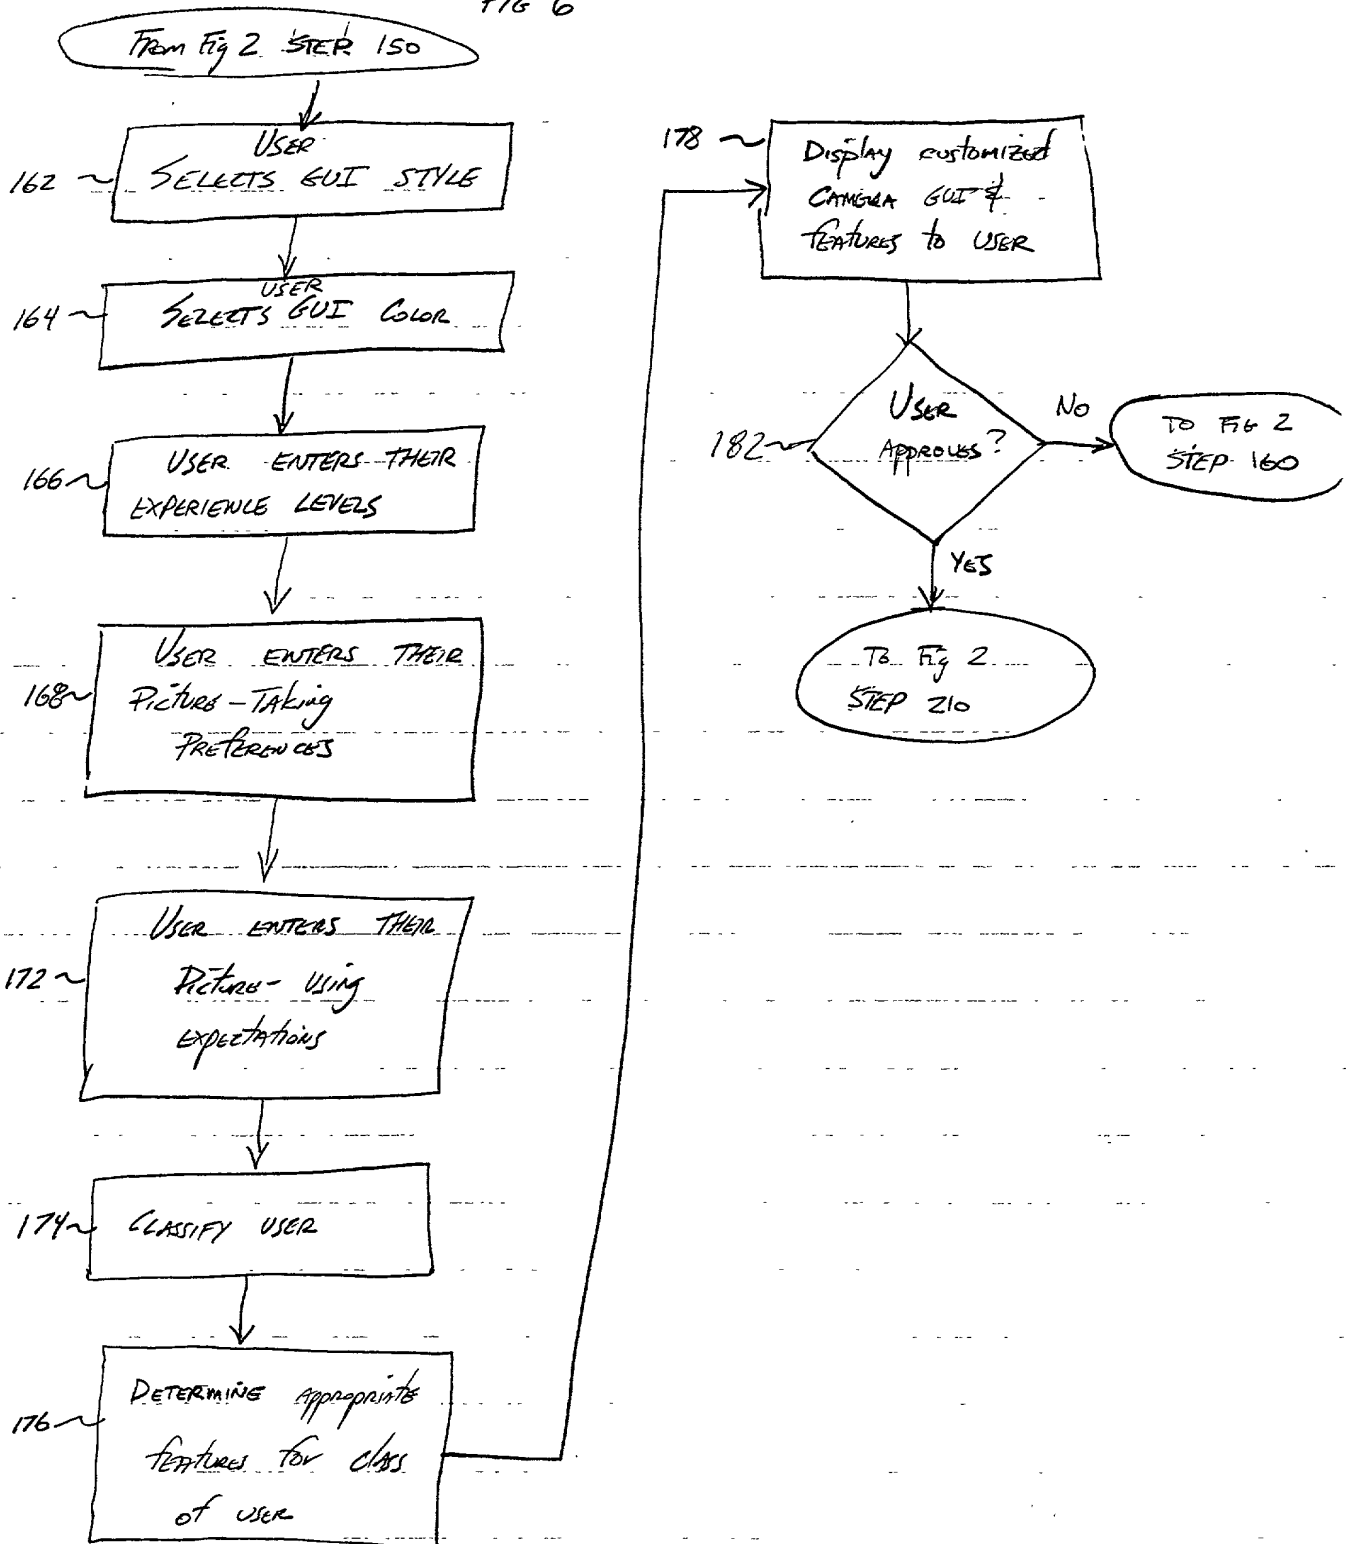 FIG 6
From Fig 2 STEP 150
162
USER
SELECTS GUI STYLE
164
USER
SELECTS GUI COLOR
166
USER ENTERS THEIR
EXPERIENCE LEVELS
168
USER ENTERS THEIR
Picture-Taking
PREFERENCES
172
USER ENTERS THEIR
Picture-Using
EXPECTATIONS
174
CLASSIFY USER
176
DETERMINE Appropriate
features for class
of USER
178
Display customized
CAMERA GUI &
features to USER
182
USER
APPROVES?
NO
TO FIG 2
STEP 160
YES
To Fig 2
STEP 210